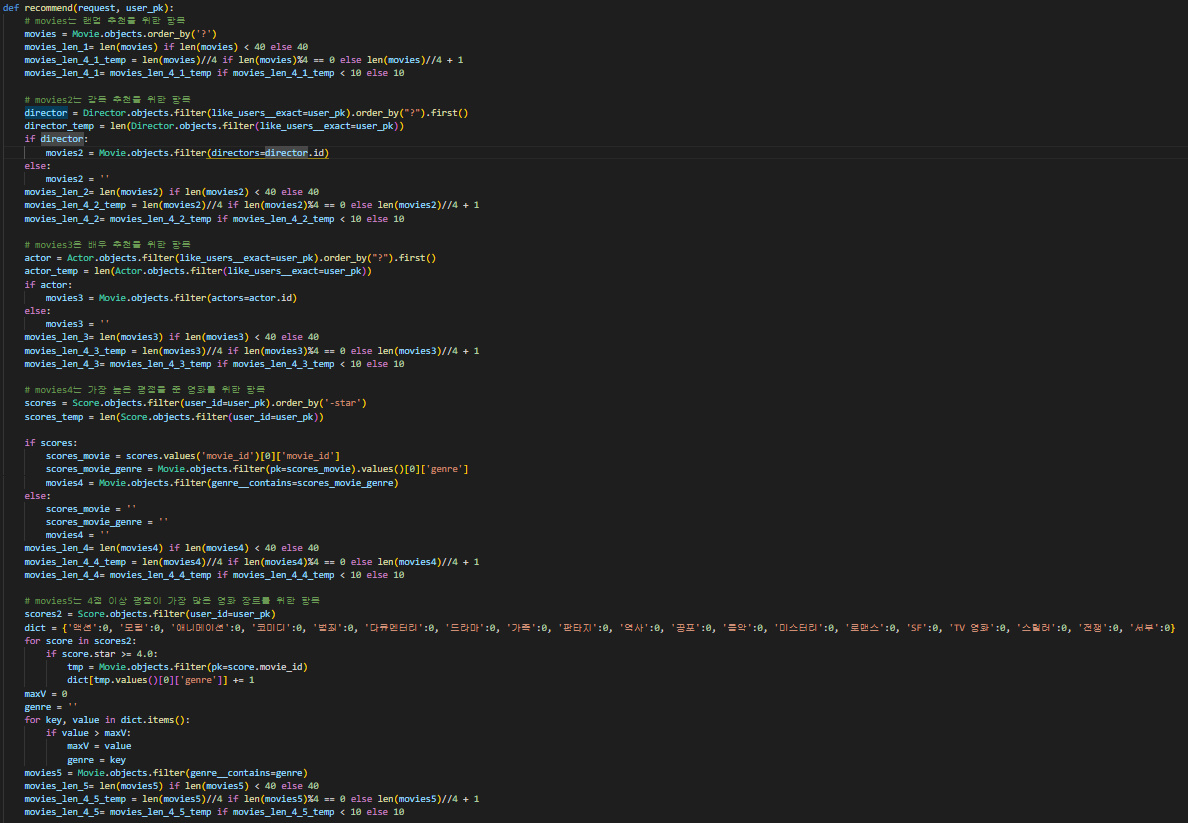 def recommend(request, user_pk):
    # movies는 랜덤 추천을 위한 항목
    movies = Movie.objects.order_by('?')
    movies_len_1= len(movies) if len(movies) < 40 else 40
    movies_len_4_1_temp = len(movies)//4 if len(movies)%4 == 0 else len(movies)//4 + 1
    movies_len_4_1= movies_len_4_1_temp if movies_len_4_1_temp < 10 else 10

    # movies2는 감독 추천을 위한 항목
    director = Director.objects.filter(like_users__exact=user_pk).order_by("?").first()
    director_temp = len(Director.objects.filter(like_users__exact=user_pk))
    if director:
        movies2 = Movie.objects.filter(directors=director.id)
    else:
        movies2 = ''
    movies_len_2= len(movies2) if len(movies2) < 40 else 40
    movies_len_4_2_temp = len(movies2)//4 if len(movies2)%4 == 0 else len(movies2)//4 + 1
    movies_len_4_2= movies_len_4_2_temp if movies_len_4_2_temp < 10 else 10

    # movies3은 배우 추천을 위한 항목
    actor = Actor.objects.filter(like_users__exact=user_pk).order_by("?").first()
    actor_temp = len(Actor.objects.filter(like_users__exact=user_pk))
    if actor:
        movies3 = Movie.objects.filter(actors=actor.id)
    else:
        movies3 = ''
    movies_len_3= len(movies3) if len(movies3) < 40 else 40
    movies_len_4_3_temp = len(movies3)//4 if len(movies3)%4 == 0 else len(movies3)//4 + 1
    movies_len_4_3= movies_len_4_3_temp if movies_len_4_3_temp < 10 else 10

    # movies4는 가장 높은 평점을 준 영화를 위한 항목
    scores = Score.objects.filter(user_id=user_pk).order_by('-star')
    scores_temp = len(Score.objects.filter(user_id=user_pk))

    if scores:
        scores_movie = scores.values('movie_id')[0]['movie_id']
        scores_movie_genre = Movie.objects.filter(pk=scores_movie).values()[0]['genre']
        movies4 = Movie.objects.filter(genre__contains=scores_movie_genre)
    else:
        scores_movie = ''
        scores_movie_genre = ''
        movies4 = ''
    movies_len_4= len(movies4) if len(movies4) < 40 else 40
    movies_len_4_4_temp = len(movies4)//4 if len(movies4)%4 == 0 else len(movies4)//4 + 1
    movies_len_4_4= movies_len_4_4_temp if movies_len_4_4_temp < 10 else 10

    # movies5는 4점 이상 평점이 가장 많은 영화 장르를 위한 항목
    scores2 = Score.objects.filter(user_id=user_pk)
    dict = {'액션':0, '모험':0, '애니메이션':0, '코미디':0, '범죄':0, '다큐멘터리':0, '드라마':0, '가족':0, '판타지':0, '역사':0, '공포':0, '음악':0, '미스터리':0, '로맨스':0, 'SF':0, 'TV 영화':0, '스릴러':0, '전쟁':0, '서부':0}
    for score in scores2:
        if score.star >= 4.0:
            tmp = Movie.objects.filter(pk=score.movie_id)
            dict[tmp.values()[0]['genre']] += 1
    maxV = 0
    genre = ''
    for key, value in dict.items():
        if value > maxV:
            maxV = value
            genre = key
    movies5 = Movie.objects.filter(genre__contains=genre)
    movies_len_5= len(movies5) if len(movies5) < 40 else 40
    movies_len_4_5_temp = len(movies5)//4 if len(movies5)%4 == 0 else len(movies5)//4 + 1
    movies_len_4_5= movies_len_4_5_temp if movies_len_4_5_temp < 10 else 10